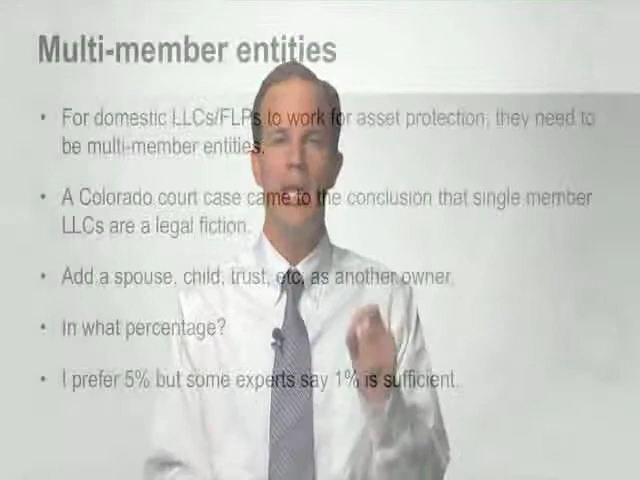 Multi-member entities
• For domestic LLCs/FLPs to work for asset protection, they need to
be multi-member entities.
• A Colorado court case came to the conclusion that single member
LLCs are a legal fiction.
• Add a spouse, child, trust, etc. as another owner.
• In what percentage?
• I prefer 5% but some experts say 1% is sufficient.